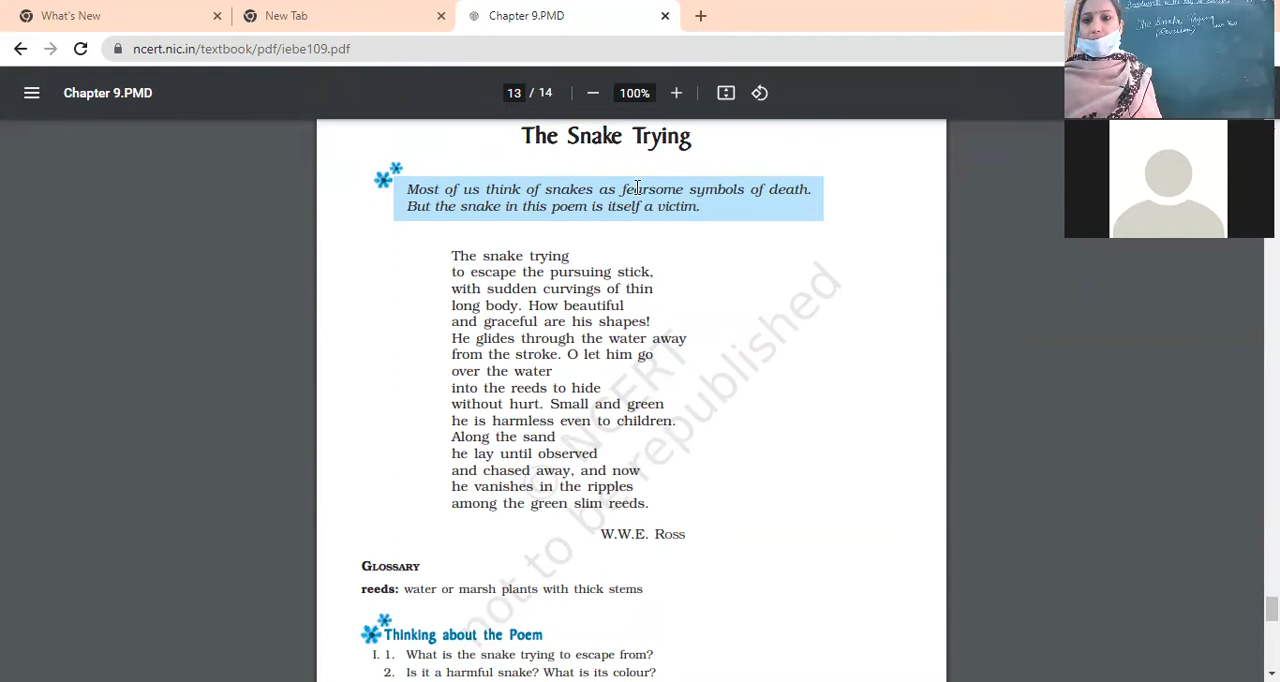 What's New
New Tab
Chapter 9.PMD
ncert.nic.in/textbook/pdf/iebe109.pdf
Chapter 9.PMD
13 / 14
100%
The Snake Trying
(Revision)
The Snake Trying
Most of us think of snakes as fearsome symbols of death.
But the snake in this poem is itself a victim.
The snake trying
to escape the pursuing stick,
with sudden curvings of thin
long body. How beautiful
and graceful are his shapes!
He glides through the water away
from the stroke. O let him go
over the water
into the reeds to hide
without hurt. Small and green
he is harmless even to children.
Along the sand
he lay until observed
and chased away, and now
he vanishes in the ripples
among the green slim reeds.
W.W.E. Ross
© NCERT
not to be republished
GLOSSARY
reeds: water or marsh plants with thick stems
Thinking about the Poem
I. 1. What is the snake trying to escape from?
2. Is it a harmful snake? What is its colour?